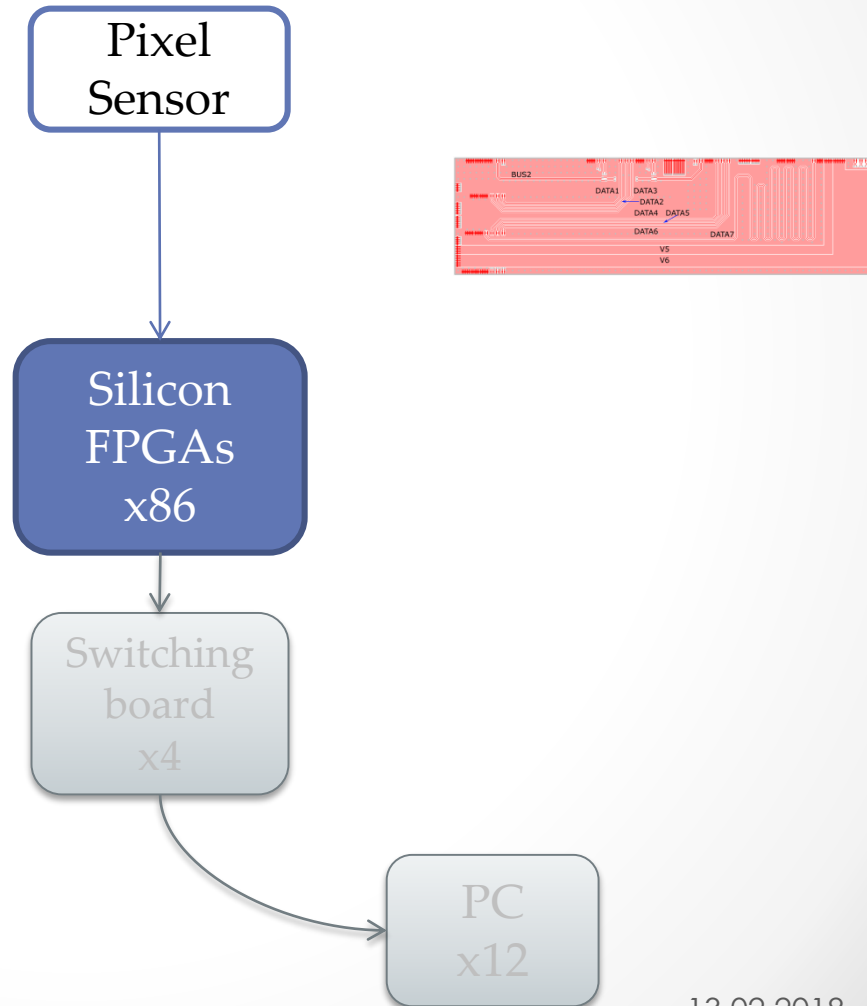 Pixel
Sensor
BUS2
DATA1 DATA3
DATA2
DATA4 DATA5
DATA6 DATA7
V5
V6
Silicon
FPGAs
x86
Switching
board
x4
PC
x12